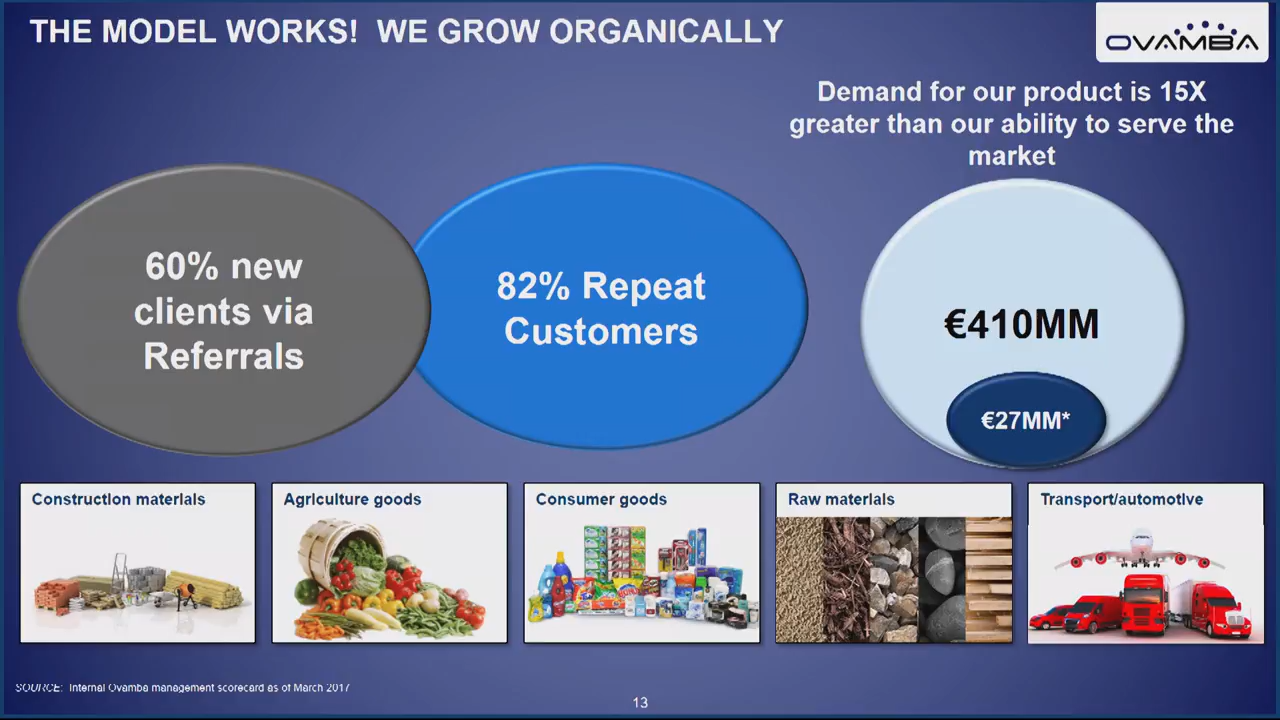 THE MODEL WORKS!  WE GROW ORGANICALLY
OVAMBA
Demand for our product is 15X
greater than our ability to serve the
market
60% new
clients via
Referrals
82% Repeat
Customers
€410MM
€27MM*
Construction materials
Agriculture goods
Consumer goods
Raw materials
Transport/automotive
SOURCE:  Internal Ovamba management scorecard as of March 2017
13